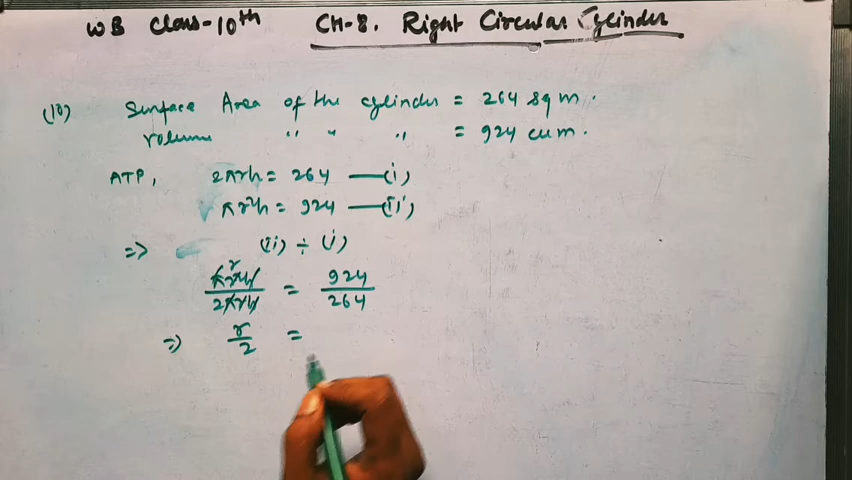 WB Class-10th CH-8. Right Circular Cylinder
(18) Surface Area of the cylinder = 264 sq m.
volume " " " = 924 cu m.
ATP, 2πrh = 264 —(i)
πr²h = 924 —(ii)
=> (ii) ÷ (i)
πr²h/2πrh = 924/264
=> r/2 =